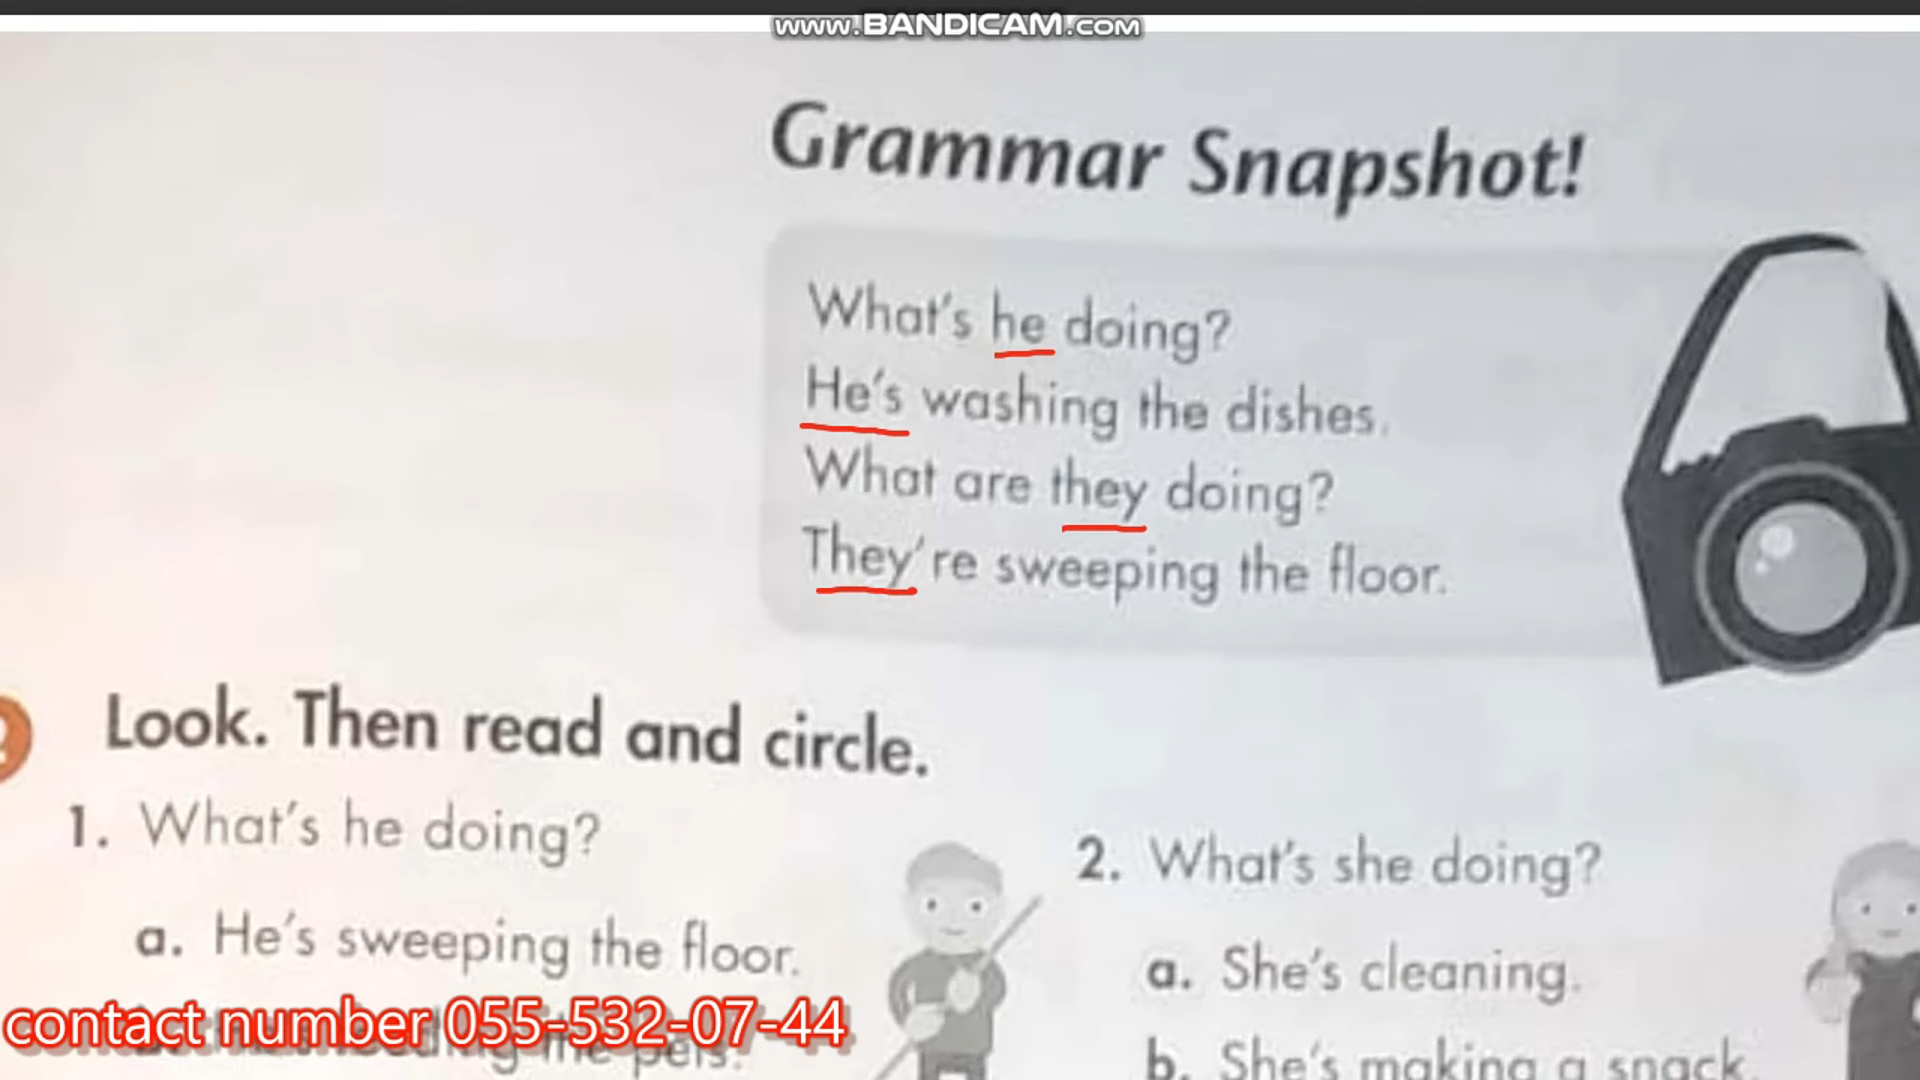 www.BANDICAM.com
Grammar Snapshot!
What's he doing?
He's washing the dishes.
What are they doing?
They're sweeping the floor.
Look. Then read and circle.
1. What's he doing?
a. He's sweeping the floor.
2. What's she doing?
a. She's cleaning.
b. She's making a snack
contact number 055-532-07-44
the pets.